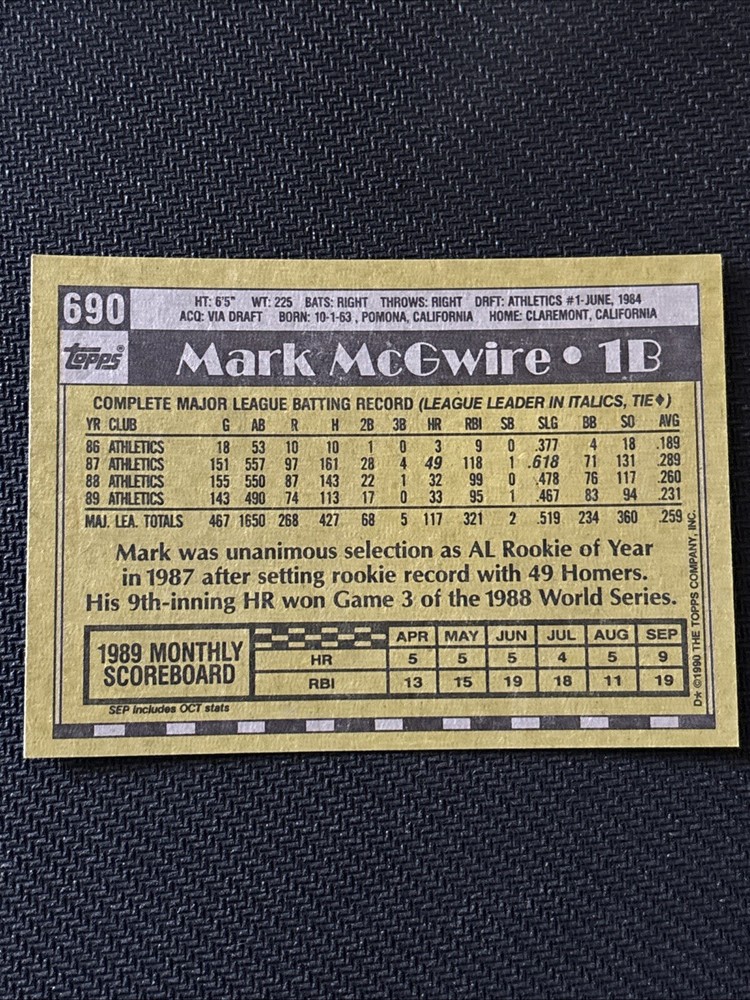 690
HT: 6'5" WT: 225 BATS: RIGHT THROWS: RIGHT DRFT: ATHLETICS #1-JUNE, 1984
ACQ: VIA DRAFT BORN: 10-1-63 , POMONA, CALIFORNIA HOME: CLAREMONT, CALIFORNIA
topps®
Mark McGwire • 1B
COMPLETE MAJOR LEAGUE BATTING RECORD (LEAGUE LEADER IN ITALICS, TIE♦)
YR CLUB G AB R H 2B 3B HR RBI SB SLG BB SO AVG
86 ATHLETICS 18 53 10 10 1 0 3 9 0 .377 4 18 .189
87 ATHLETICS 151 557 97 161 28 4 49 118 1 .618 71 131 .289
88 ATHLETICS 155 550 87 143 22 1 32 99 0 .478 76 117 .260
89 ATHLETICS 143 490 74 113 17 0 33 95 1 .467 83 94 .231
MAJ. LEA. TOTALS 467 1650 268 427 68 5 117 321 2 .519 234 360 .259
Mark was unanimous selection as AL Rookie of Year
in 1987 after setting rookie record with 49 Homers.
His 9th-inning HR won Game 3 of the 1988 World Series.
1989 MONTHLY
SCOREBOARD
APR MAY JUN JUL AUG SEP
HR 5 5 5 4 5 9
RBI 13 15 19 18 11 19
SEP includes OCT stats
D* ©1990 THE TOPPS COMPANY, INC.